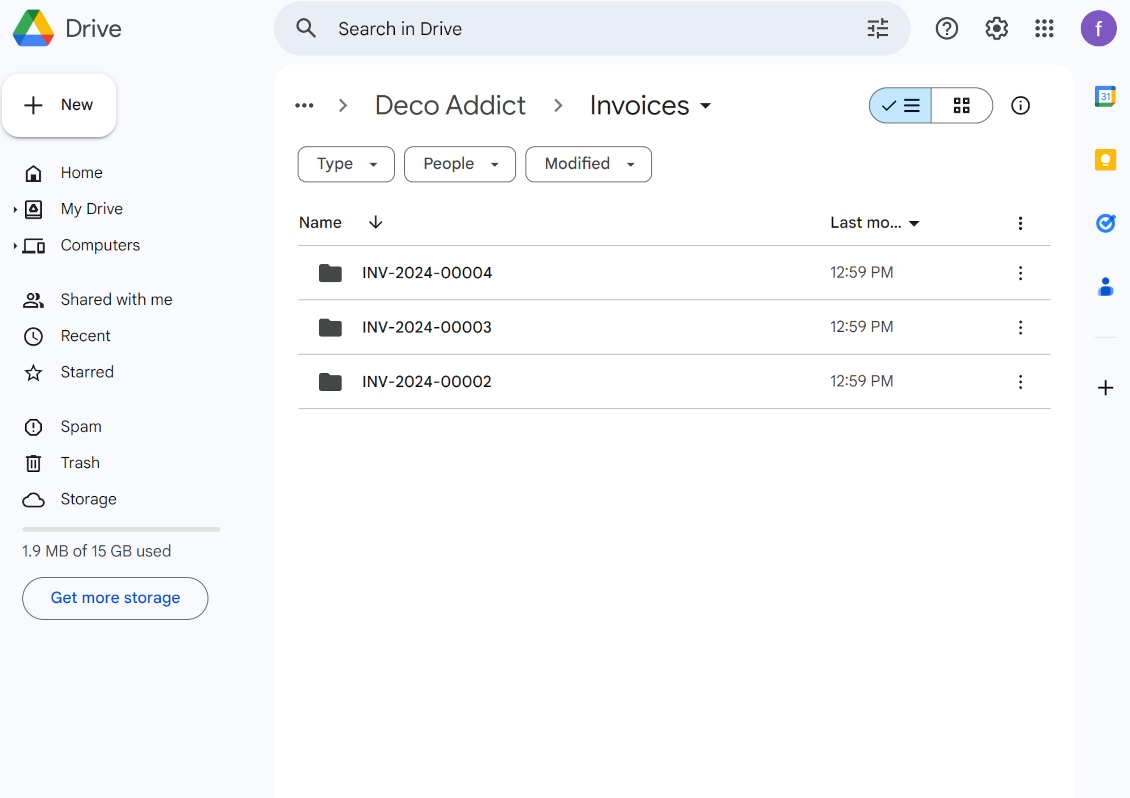 Drive
Search in Drive
f
New
Deco Addict
Invoices
31
Type
People
Modified
Home
My Drive
Computers
Name
Last mo...
INV-2024-00004
12:59 PM
Shared with me
INV-2024-00003
12:59 PM
Recent
Starred
INV-2024-00002
12:59 PM
Spam
Trash
Storage
1.9 MB of 15 GB used
Get more storage